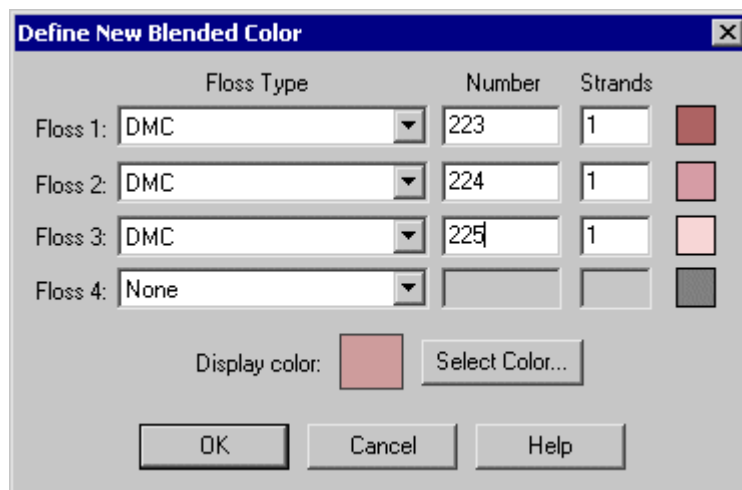 Define New Blended Color
Floss Type Number Strands
Floss 1: DMC 223 1
Floss 2: DMC 224 1
Floss 3: DMC 225 1
Floss 4: None
Display color: Select Color...
OK Cancel Help